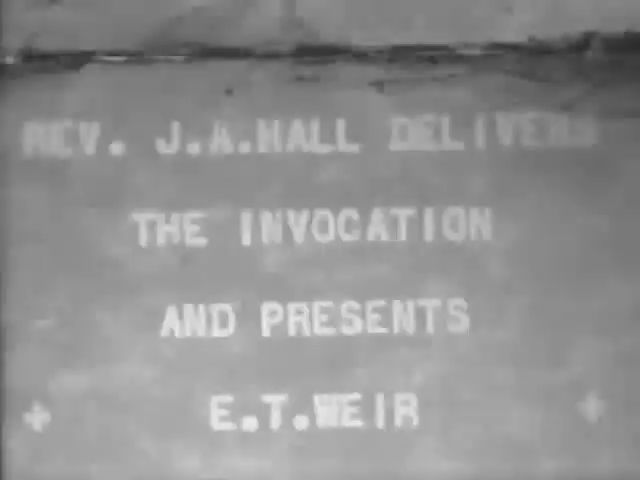 REV. J.A.HALL DELIVERS
THE INVOCATION
AND PRESENTS
E.T.WEIR